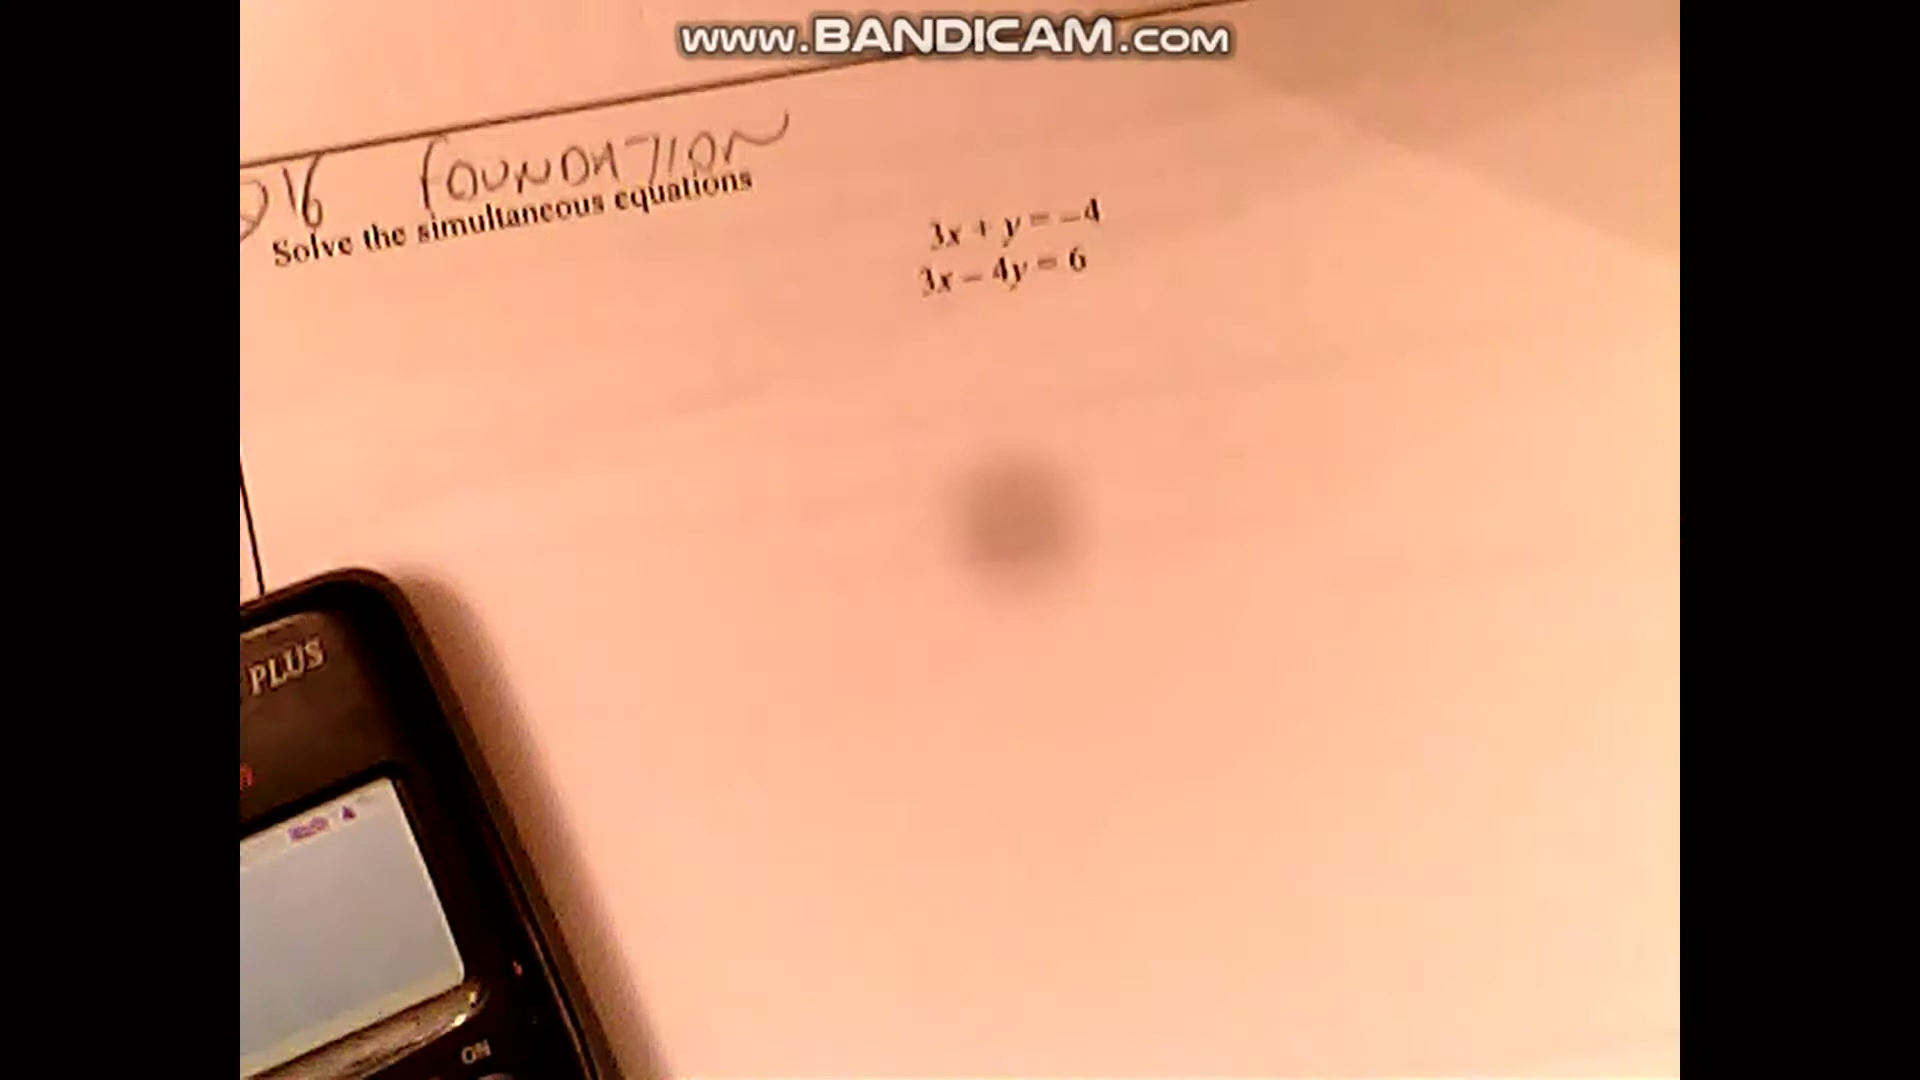 www.BANDICAM.com
16 FOUNDATION
Solve the simultaneous equations
3x + y = –4
3x – 4y = 6
PLUS
ON